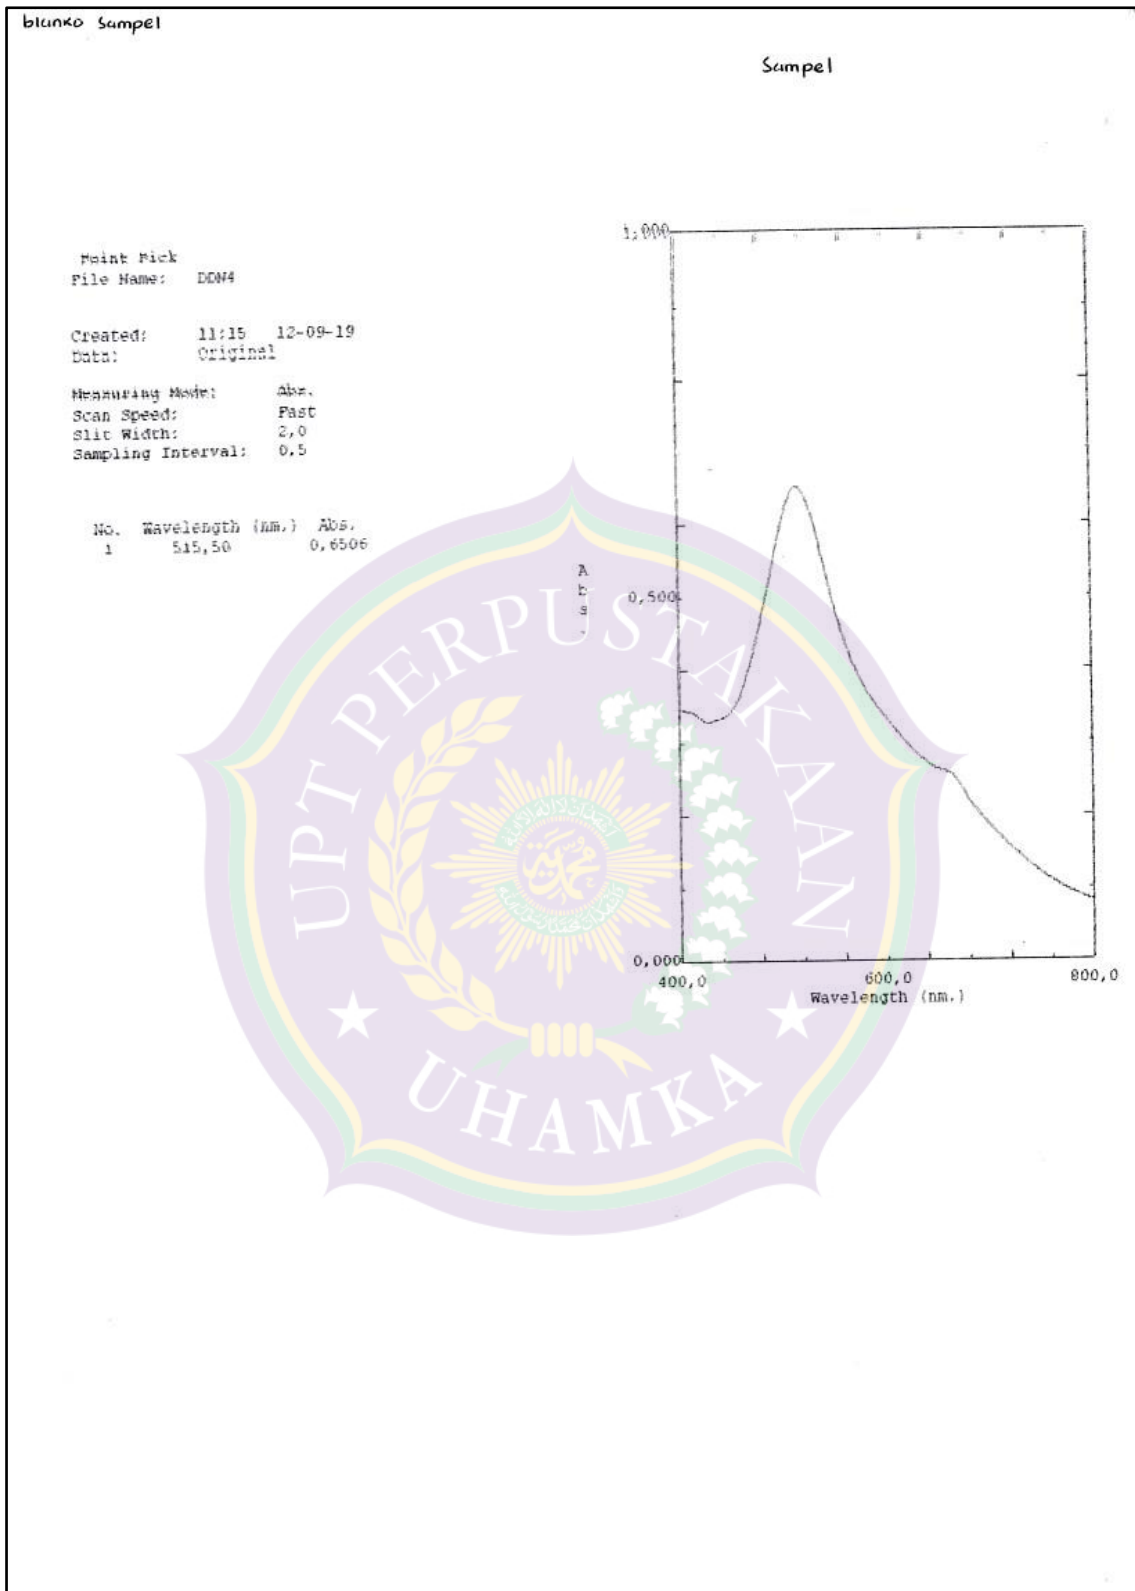 blanko Sampel
Sampel
Point Pick
File Name: DDN4
Created: 11:15 12-09-19
Data: Original
Measuring Mode: Abs.
Scan Speed: Fast
Slit Width: 2,0
Sampling Interval: 0,5
No. Wavelength (nm.) Abs.
1 515,50 0,6506
1,000
Abs.
0,500
0,000
400,0 600,0 800,0
Wavelength (nm.)
UPT PERPUSTAKAAN
UHAMKA